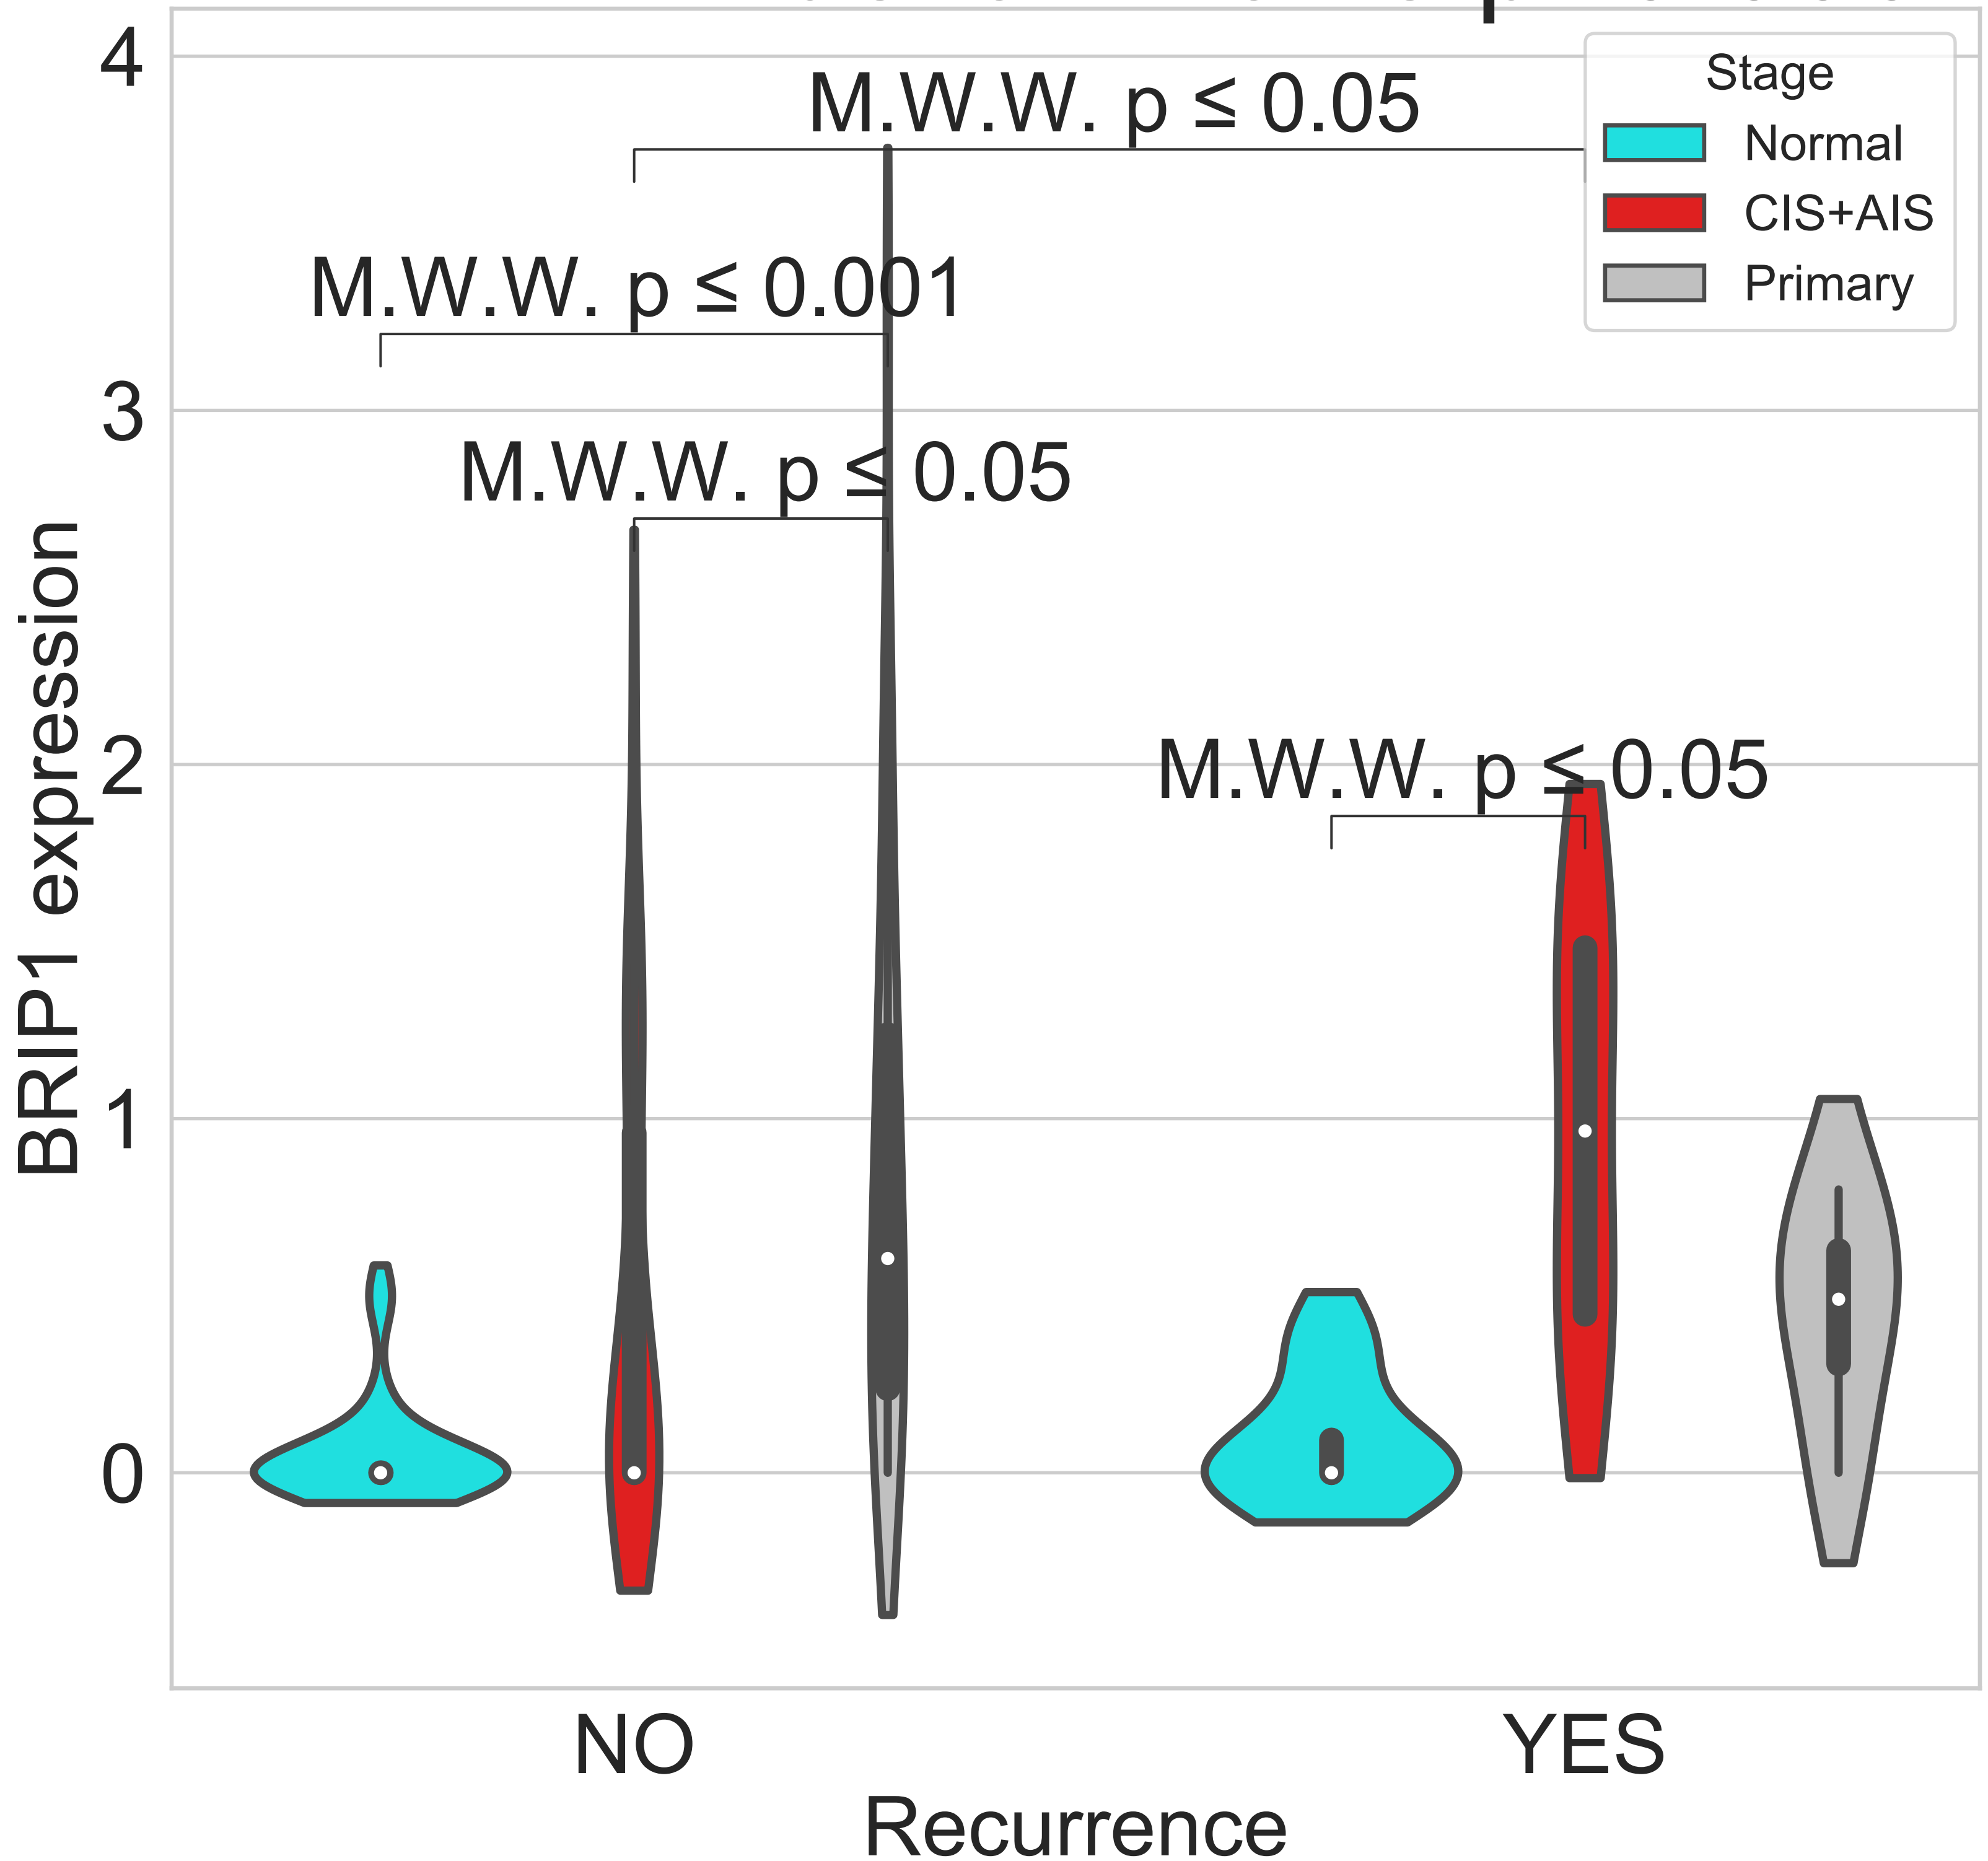 4
M.W.W. p ≤ 0.05
Stage
Normal
CIS+AIS
Primary
M.W.W. p ≤ 0.001
3
M.W.W. p ≤ 0.05
2
M.W.W. p ≤ 0.05
BRIP1 expression
1
0
NO
YES
Recurrence